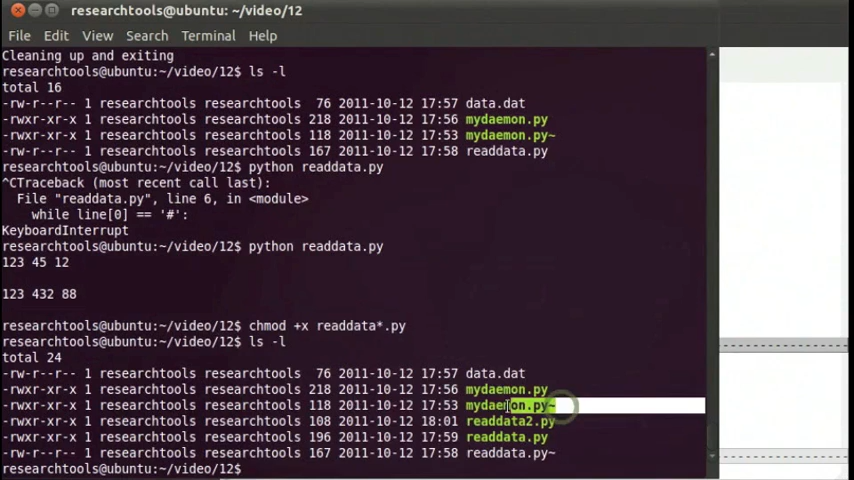 researchtools@ubuntu: ~/video/12
File Edit View Search Terminal Help
Cleaning up and exiting
researchtools@ubuntu:~/video/12$ ls -l
total 16
-rw-r--r-- 1 researchtools researchtools  76 2011-10-12 17:57 data.dat
-rwxr-xr-x 1 researchtools researchtools 218 2011-10-12 17:56 mydaemon.py
-rwxr-xr-x 1 researchtools researchtools 118 2011-10-12 17:53 mydaemon.py~
-rw-r--r-- 1 researchtools researchtools 167 2011-10-12 17:58 readdata.py
researchtools@ubuntu:~/video/12$ python readdata.py
^CTraceback (most recent call last):
  File "readdata.py", line 6, in <module>
    while line[0] == '#':
KeyboardInterrupt
researchtools@ubuntu:~/video/12$ python readdata.py
123 45 12
123 432 88
researchtools@ubuntu:~/video/12$ chmod +x readdata*.py
researchtools@ubuntu:~/video/12$ ls -l
total 24
-rw-r--r-- 1 researchtools researchtools  76 2011-10-12 17:57 data.dat
-rwxr-xr-x 1 researchtools researchtools 218 2011-10-12 17:56 mydaemon.py
-rwxr-xr-x 1 researchtools researchtools 118 2011-10-12 17:53 mydaemon.py~
-rwxr-xr-x 1 researchtools researchtools 108 2011-10-12 18:01 readdata2.py
-rwxr-xr-x 1 researchtools researchtools 196 2011-10-12 17:59 readdata.py
-rw-r--r-- 1 researchtools researchtools 167 2011-10-12 17:58 readdata.py~
researchtools@ubuntu:~/video/12$